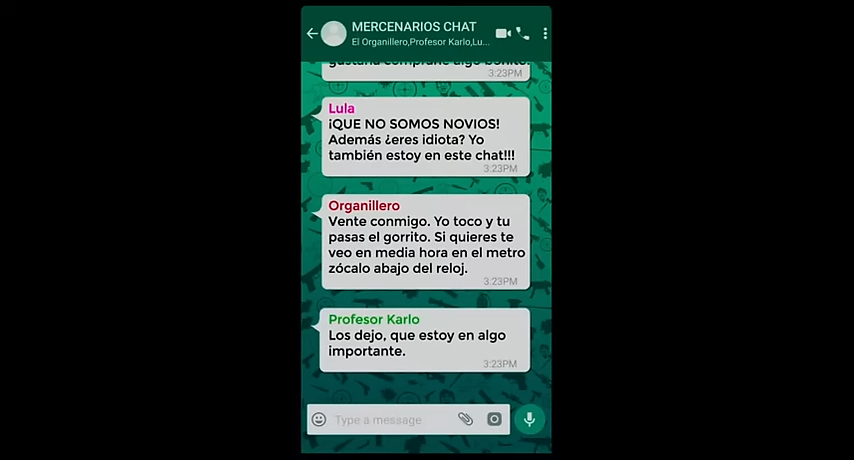 MERCENARIOS CHAT
El Organillero,Profesor Karlo,Lu...
3:23PM
Lula
¡QUE NO SOMOS NOVIOS!
Además ¿eres idiota? Yo
también estoy en este chat!!!
3:23PM
Organillero
Vente conmigo. Yo toco y tu
pasas el gorrito. Si quieres te
veo en media hora en el metro
zócalo abajo del reloj.
3:23PM
Profesor Karlo
Los dejo, que estoy en algo
importante.
3:23PM
Type a message